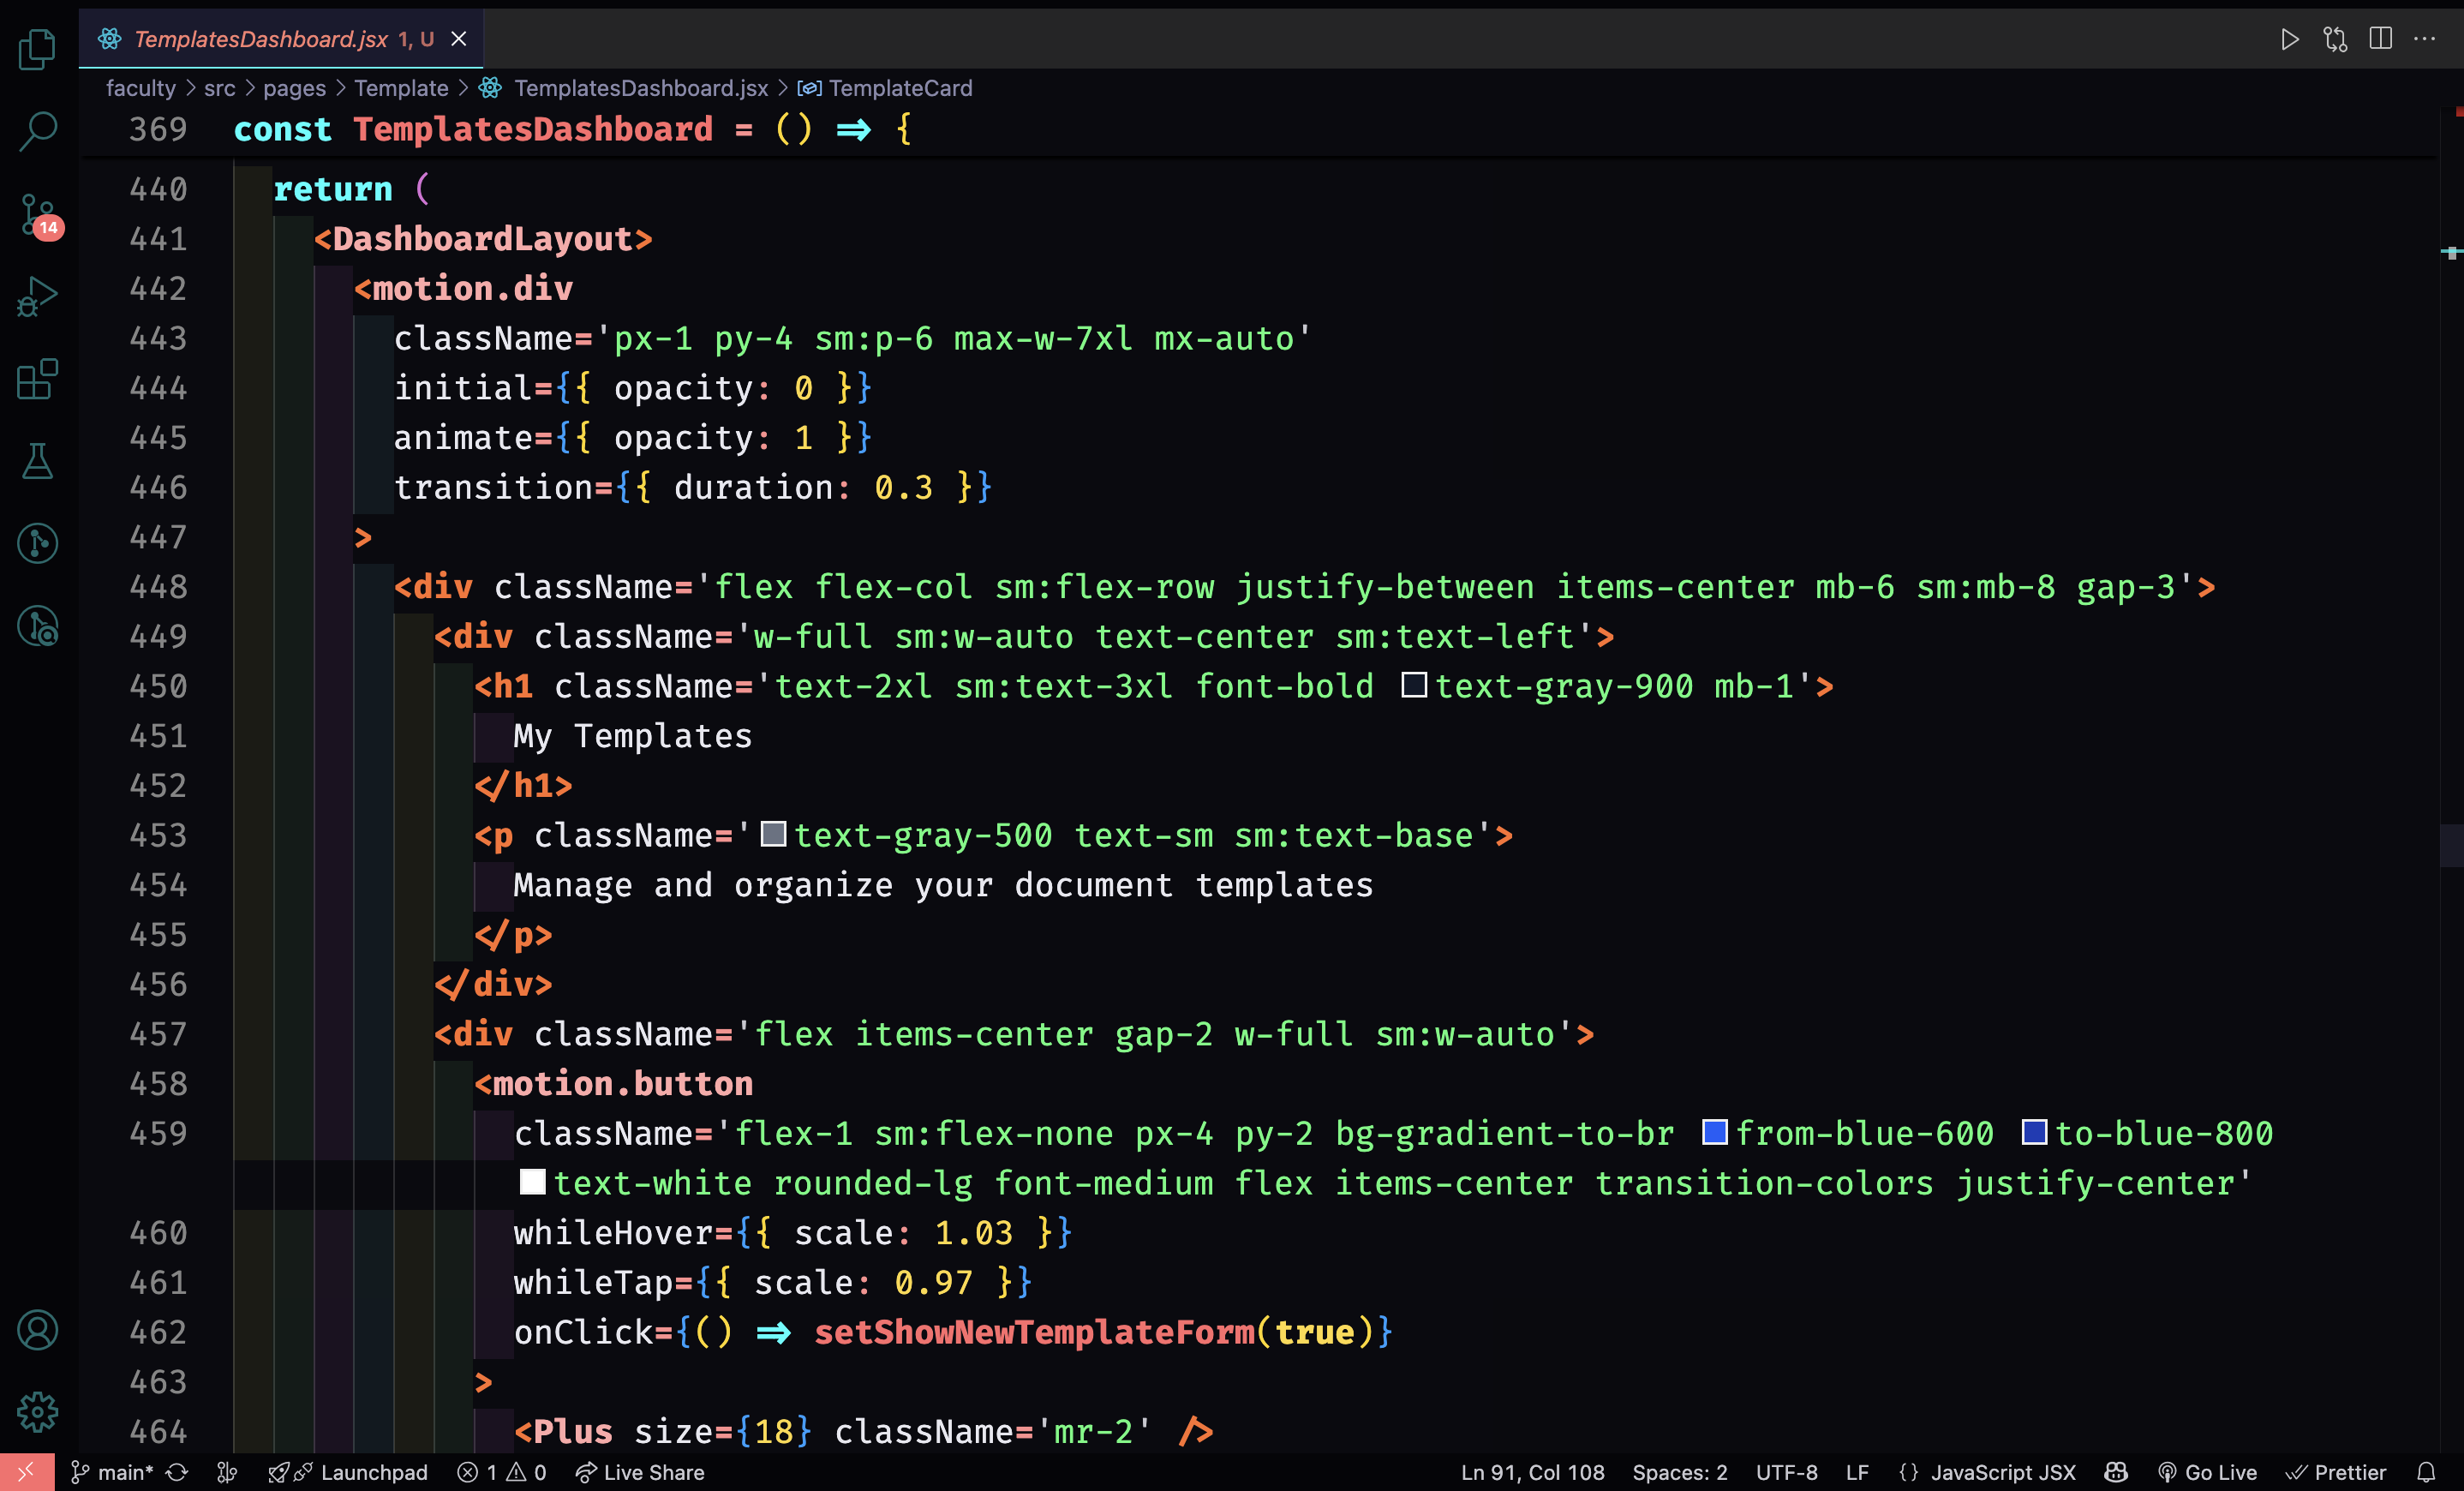 TemplatesDashboard.jsx 1, U
faculty > src > pages > Template > TemplatesDashboard.jsx > TemplateCard
369 const TemplatesDashboard = () => {
440 return (
441 <DashboardLayout>
442 <motion.div
443 className='px-1 py-4 sm:p-6 max-w-7xl mx-auto'
444 initial={{ opacity: 0 }}
445 animate={{ opacity: 1 }}
446 transition={{ duration: 0.3 }}
447 >
448 <div className='flex flex-col sm:flex-row justify-between items-center mb-6 sm:mb-8 gap-3'>
449 <div className='w-full sm:w-auto text-center sm:text-left'>
450 <h1 className='text-2xl sm:text-3xl font-bold text-gray-900 mb-1'>
451 My Templates
452 </h1>
453 <p className='text-gray-500 text-sm sm:text-base'>
454 Manage and organize your document templates
455 </p>
456 </div>
457 <div className='flex items-center gap-2 w-full sm:w-auto'>
458 <motion.button
459 className='flex-1 sm:flex-none px-4 py-2 bg-gradient-to-br from-blue-600 to-blue-800
text-white rounded-lg font-medium flex items-center transition-colors justify-center'
460 whileHover={{ scale: 1.03 }}
461 whileTap={{ scale: 0.97 }}
462 onClick={() => setShowNewTemplateForm(true)}
463 >
464 <Plus size={18} className='mr-2' />
14
main* Launchpad 1 0 Live Share Ln 91, Col 108 Spaces: 2 UTF-8 LF {} JavaScript JSX Go Live Prettier